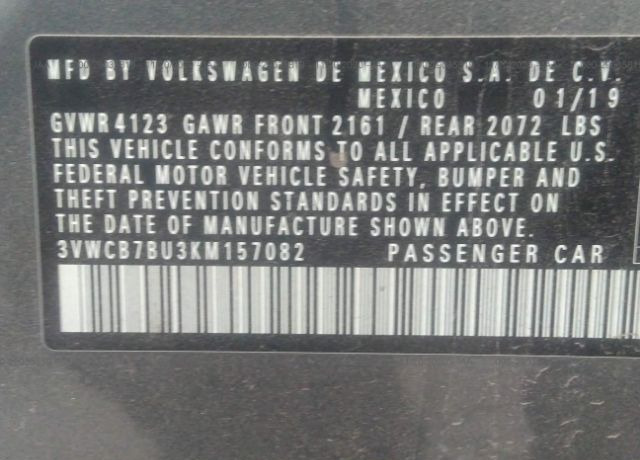 MFD BY VOLKSWAGEN DE MEXICO S.A. DE C.V.
MEXICO 01/19
GVWR 4123 GAWR FRONT 2161 / REAR 2072 LBS
THIS VEHICLE CONFORMS TO ALL APPLICABLE U.S.
FEDERAL MOTOR VEHICLE SAFETY, BUMPER AND
THEFT PREVENTION STANDARDS IN EFFECT ON
THE DATE OF MANUFACTURE SHOWN ABOVE.
3VWCB7BU3KM157082 PASSENGER CAR